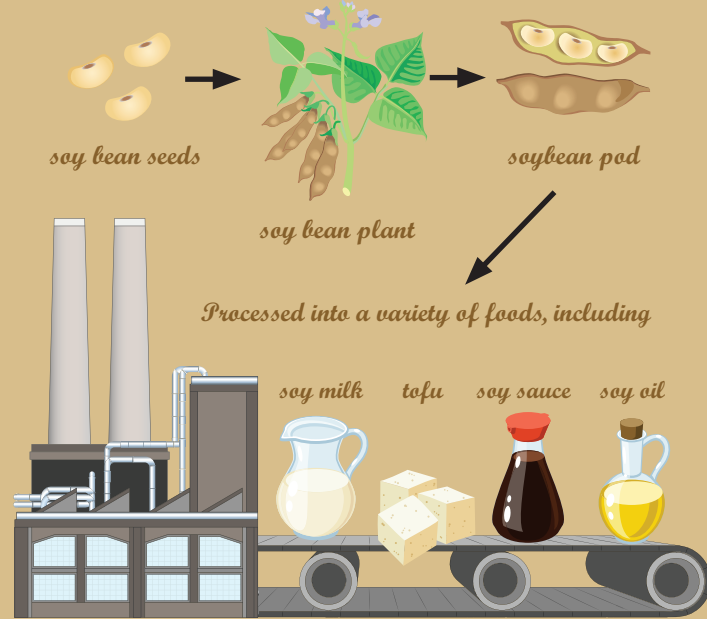 soy bean seeds
soybean pod
soy bean plant
Processed into a variety of foods, including
soy milk
tofu
soy sauce
soy oil